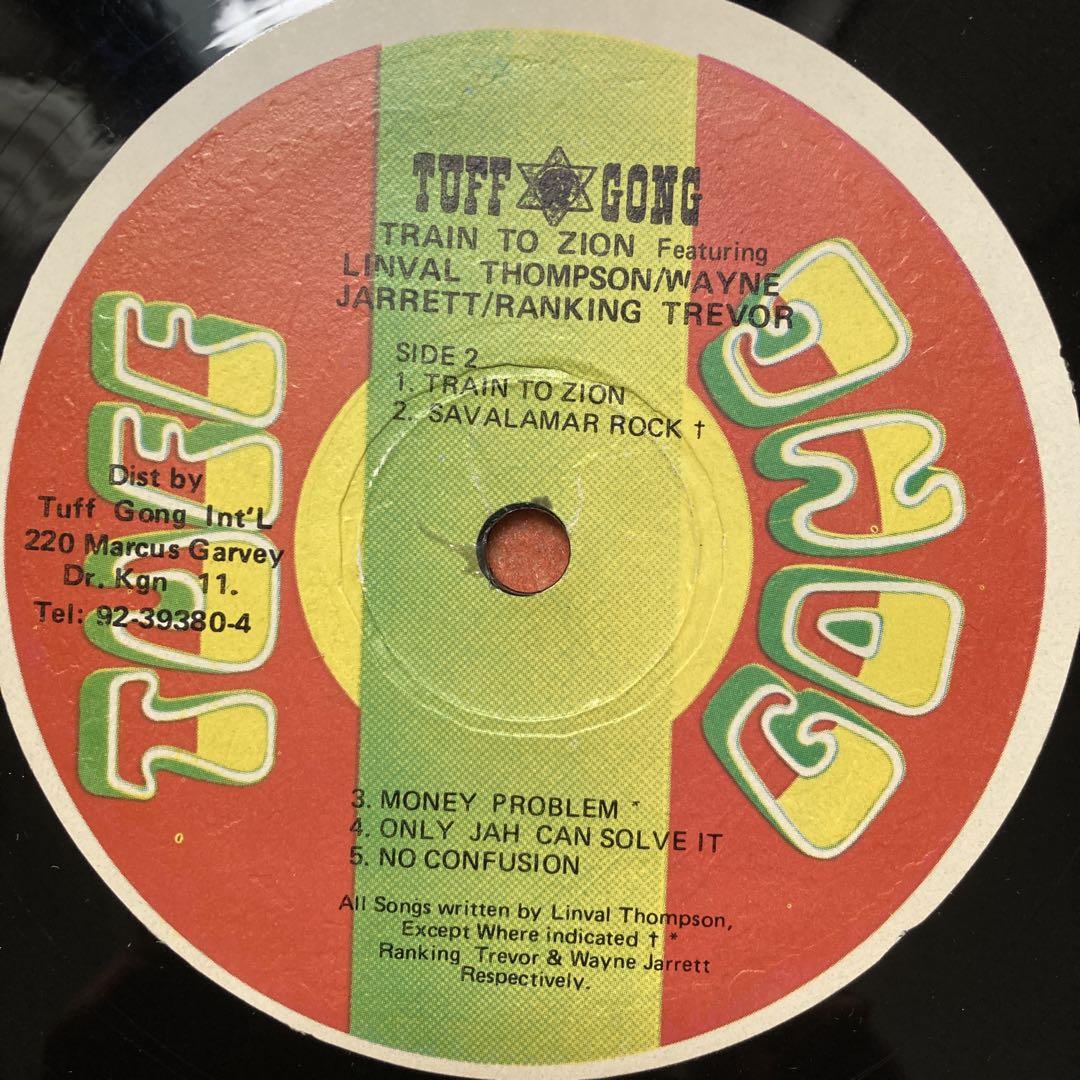 TUFF GONG
TRAIN TO ZION Featuring
LINVAL THOMPSON/WAYNE
JARRETT/RANKING TREVOR
SIDE 2
1. TRAIN TO ZION
2. SAVALAMAR ROCK †
Dist by
Tuff Gong Int'L
220 Marcus Garvey
Dr. Kgn 11.
Tel: 92-39380-4
3. MONEY PROBLEM *
4. ONLY JAH CAN SOLVE IT
5. NO CONFUSION
All Songs written by Linval Thompson,
Except Where indicated † *
Ranking Trevor & Wayne Jarrett
Respectively.